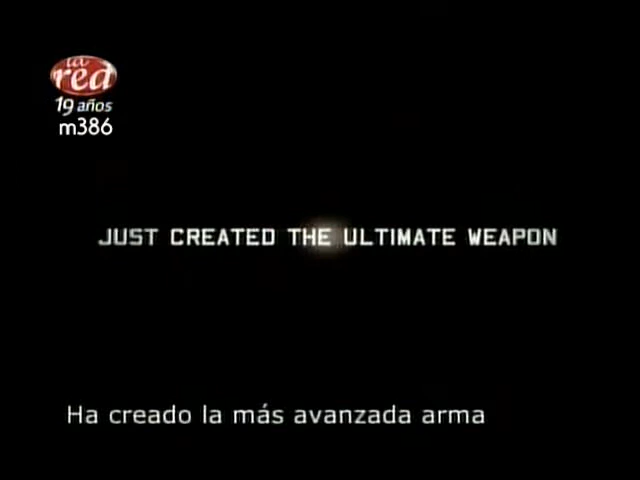 la
red
19 años
m386
JUST CREATED THE ULTIMATE WEAPON
Ha creado la más avanzada arma